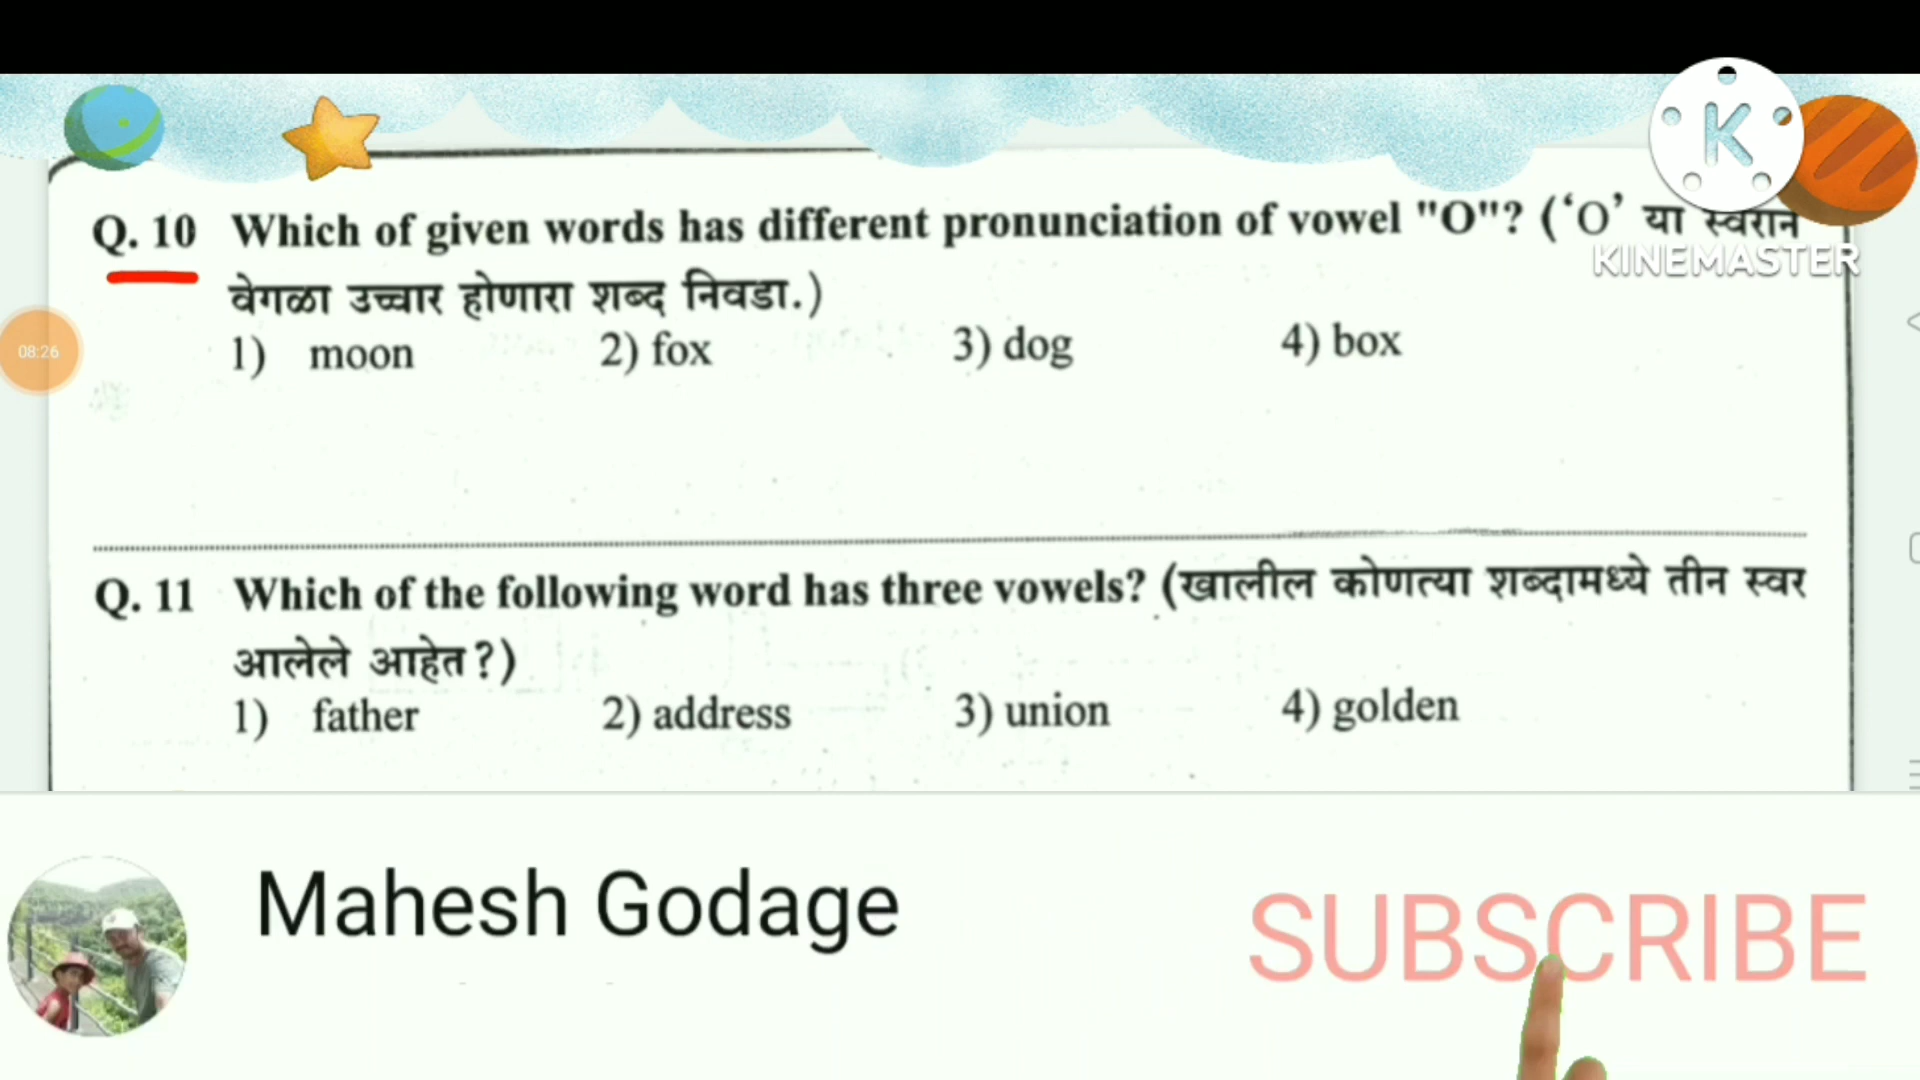 K
KINEMASTER
Q. 10 Which of given words has different pronunciation of vowel "O"? ('O' या स्वराने
वेगळा उच्चार होणारा शब्द निवडा.)
1) moon 2) fox 3) dog 4) box
08:26
Q. 11 Which of the following word has three vowels? (खालील कोणत्या शब्दामध्ये तीन स्वर
आलेले आहेत?)
1) father 2) address 3) union 4) golden
Mahesh Godage
SUBSCRIBE